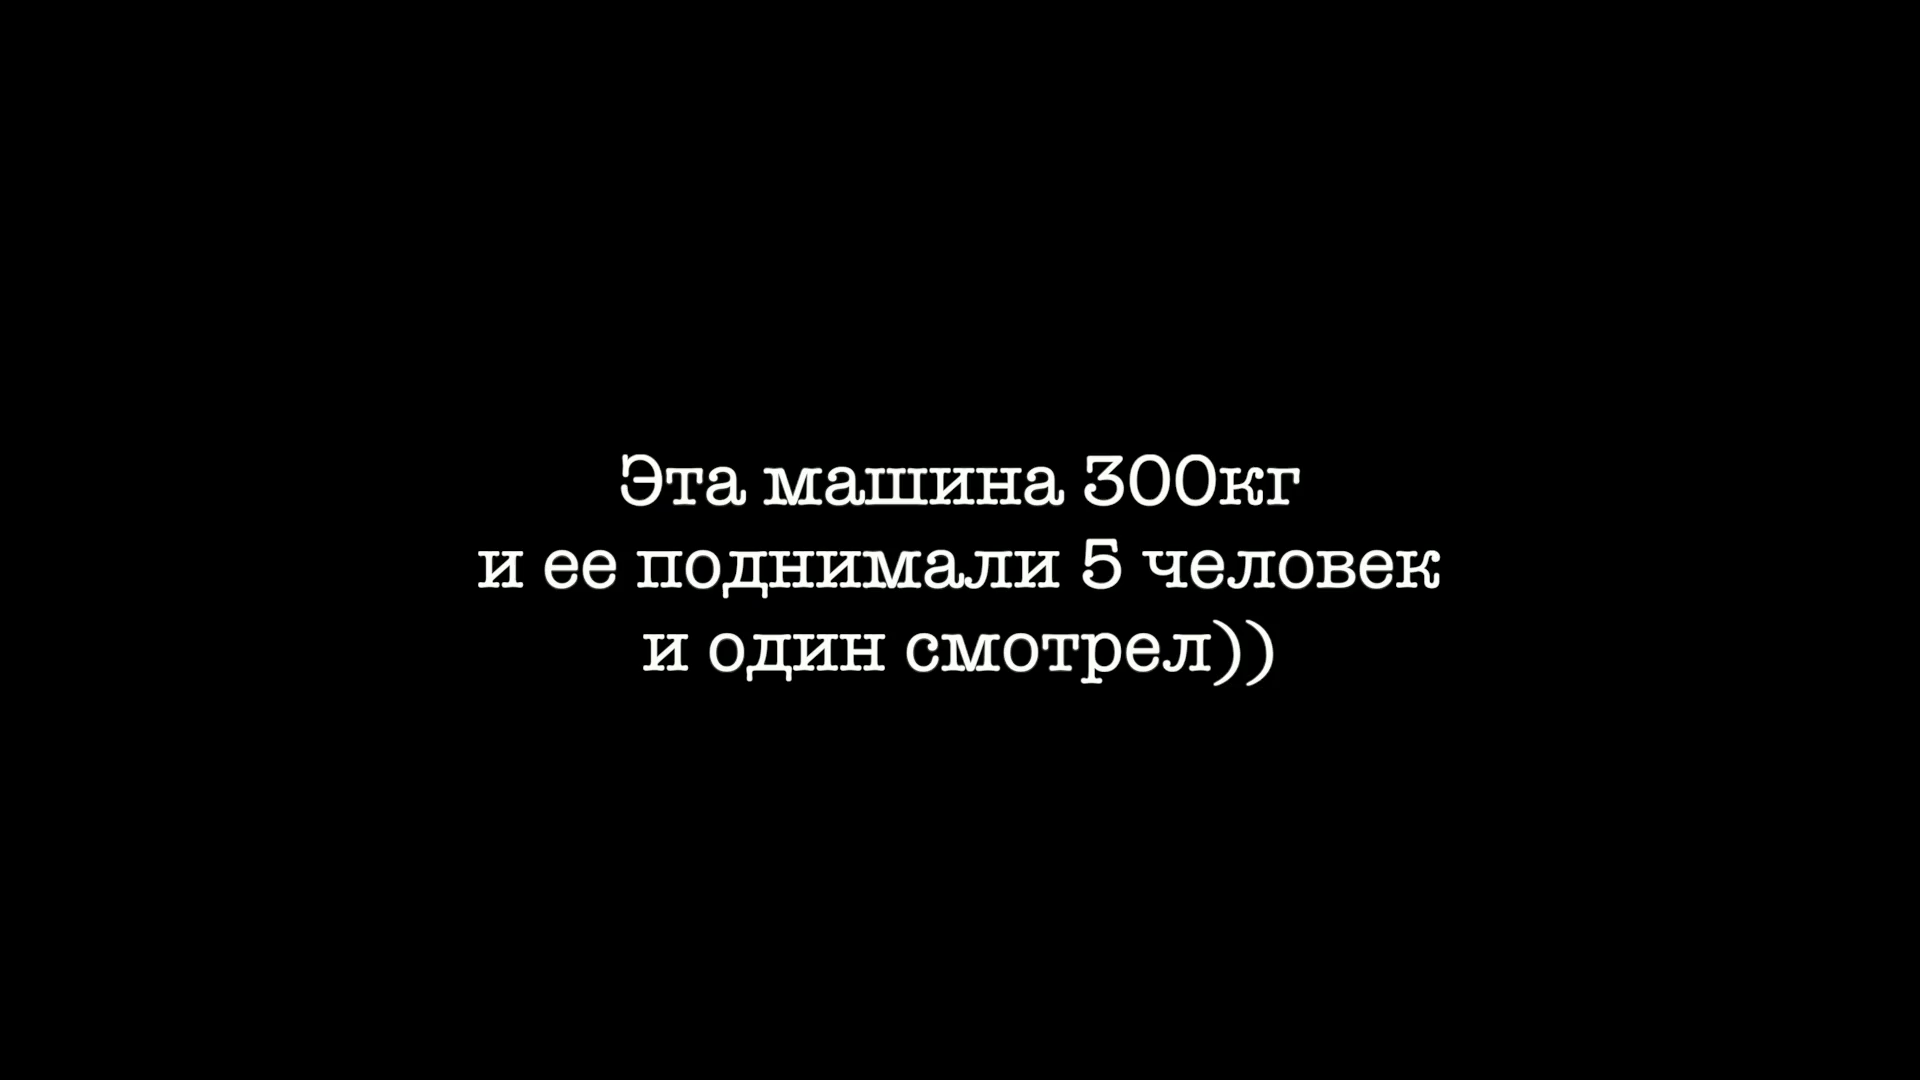 Эта машина 300кг
и ее поднимали 5 человек
и один смотрел))